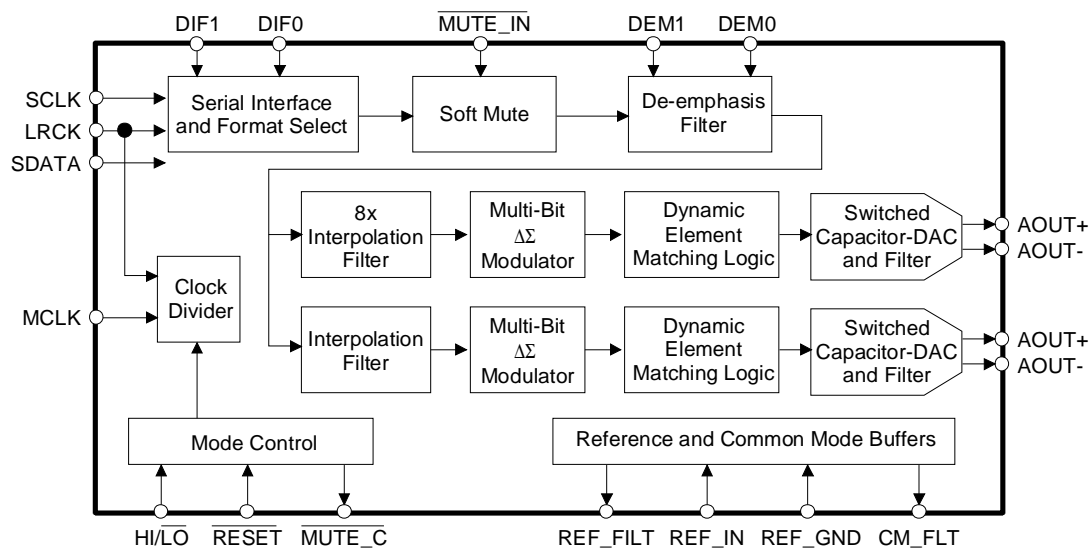 DIF1 DIF0 MUTE_IN DEM1 DEM0
SCLK
LRCK
SDATA
Serial Interface
and Format Select
Soft Mute
De-emphasis
Filter
8x
Interpolation
Filter
Multi-Bit
ΔΣ
Modulator
Dynamic
Element
Matching Logic
Switched
Capacitor-DAC
and Filter
AOUT+
AOUT-
MCLK
Clock
Divider
Interpolation
Filter
Multi-Bit
ΔΣ
Modulator
Dynamic
Element
Matching Logic
Switched
Capacitor-DAC
and Filter
AOUT+
AOUT-
Mode Control
Reference and Common Mode Buffers
HI/LO RESET MUTE_C REF_FILT REF_IN REF_GND CM_FLT